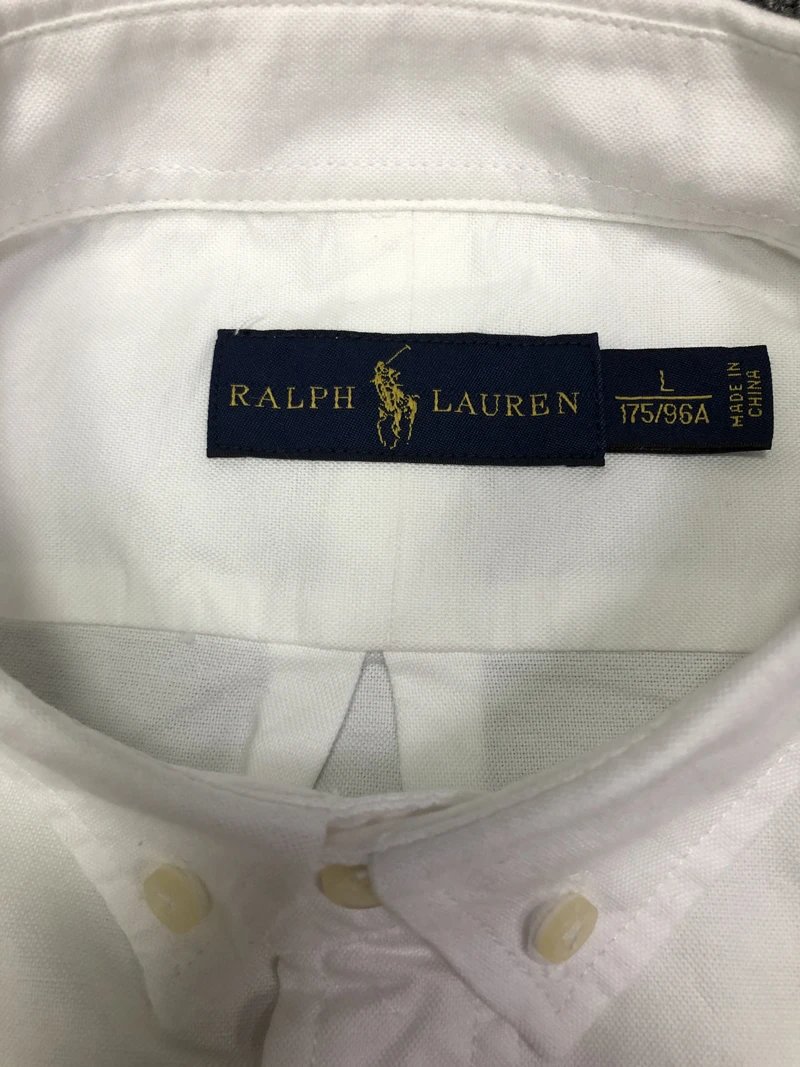 RALPH LAUREN
L
175/96A
MADE IN
CHINA